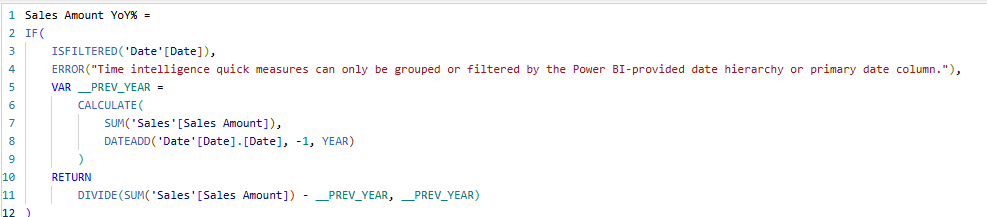 1 Sales Amount YoY% =
2 IF(
3 ISFILTERED('Date'[Date]),
4 ERROR("Time intelligence quick measures can only be grouped or filtered by the Power BI-provided date hierarchy or primary date column."),
5 VAR __PREV_YEAR =
6 CALCULATE(
7 SUM('Sales'[Sales Amount]),
8 DATEADD('Date'[Date].[Date], -1, YEAR)
9 )
10 RETURN
11 DIVIDE(SUM('Sales'[Sales Amount]) - __PREV_YEAR, __PREV_YEAR)
12 )